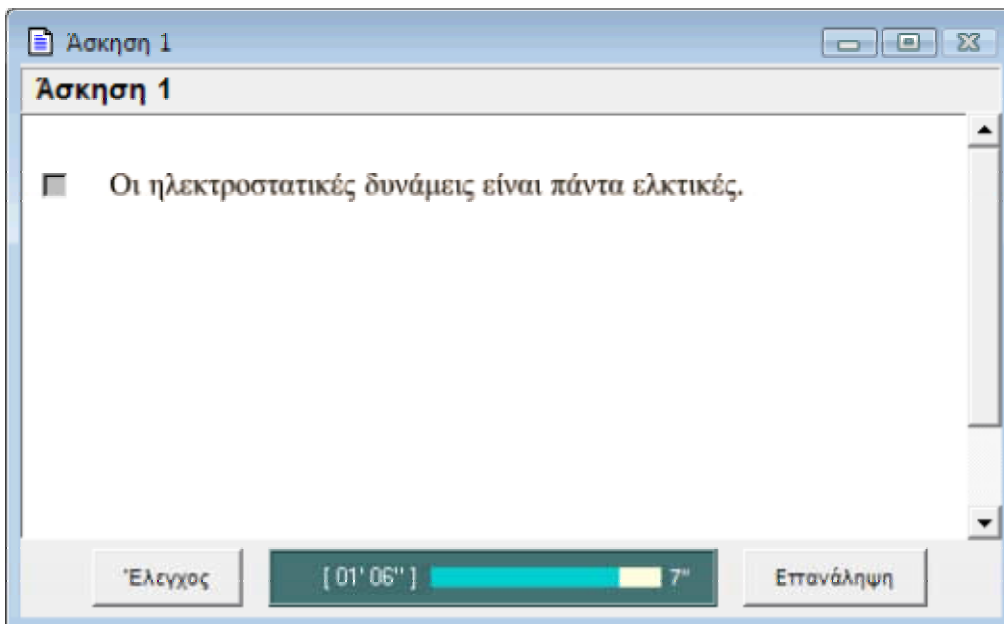 Άσκηση 1
Άσκηση 1
Οι ηλεκτροστατικές δυνάμεις είναι πάντα ελκτικές.
Έλεγχος [ 01' 06'' ] 7'' Επανάληψη